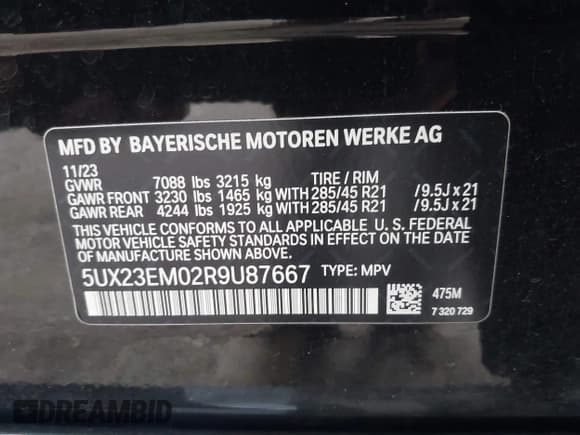 MFD BY BAYERISCHE MOTOREN WERKE AG
11/23
GVWR 7088 lbs 3215 kg TIRE / RIM
GAWR FRONT 3230 lbs 1465 kg WITH 285/45 R21 / 9.5J x 21
GAWR REAR 4244 lbs 1925 kg WITH 285/45 R21 / 9.5J x 21
THIS VEHICLE CONFORMS TO ALL APPLICABLE U. S. FEDERAL
MOTOR VEHICLE SAFETY STANDARDS IN EFFECT ON THE DATE OF
MANUFACTURE SHOWN ABOVE.
5UX23EM02R9U87667 TYPE: MPV
475M
7 320 729
DREAMBID